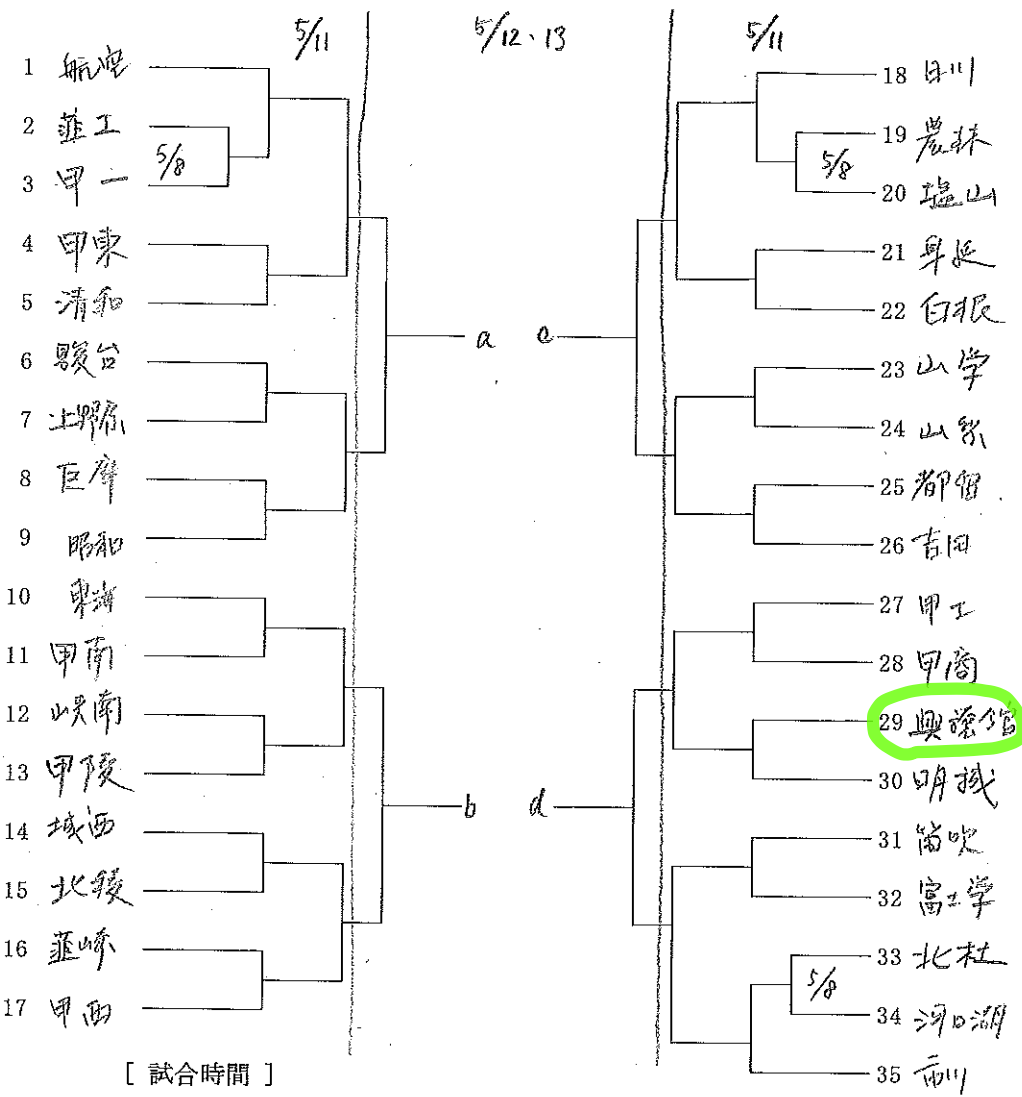 5/11
5/12・13
5/11
1 航空
2 韮工
3 甲一
5/8
4 甲東
5 清和
6 駿台
7 上野原
8 巨摩
9 昭和
10 東海
11 甲南
12 峡南
13 甲陵
14 城西
15 北稜
16 韮崎
17 甲西
a
b
c
d
18 日川
19 農林
5/8
20 塩山
21 身延
22 白根
23 山学
24 山梨
25 都留
26 吉田
27 甲工
28 甲商
29 興譲館
30 明誠
31 笛吹
32 富士学
33 北杜
5/8
34 河口湖
35 市川
[ 試合時間 ]